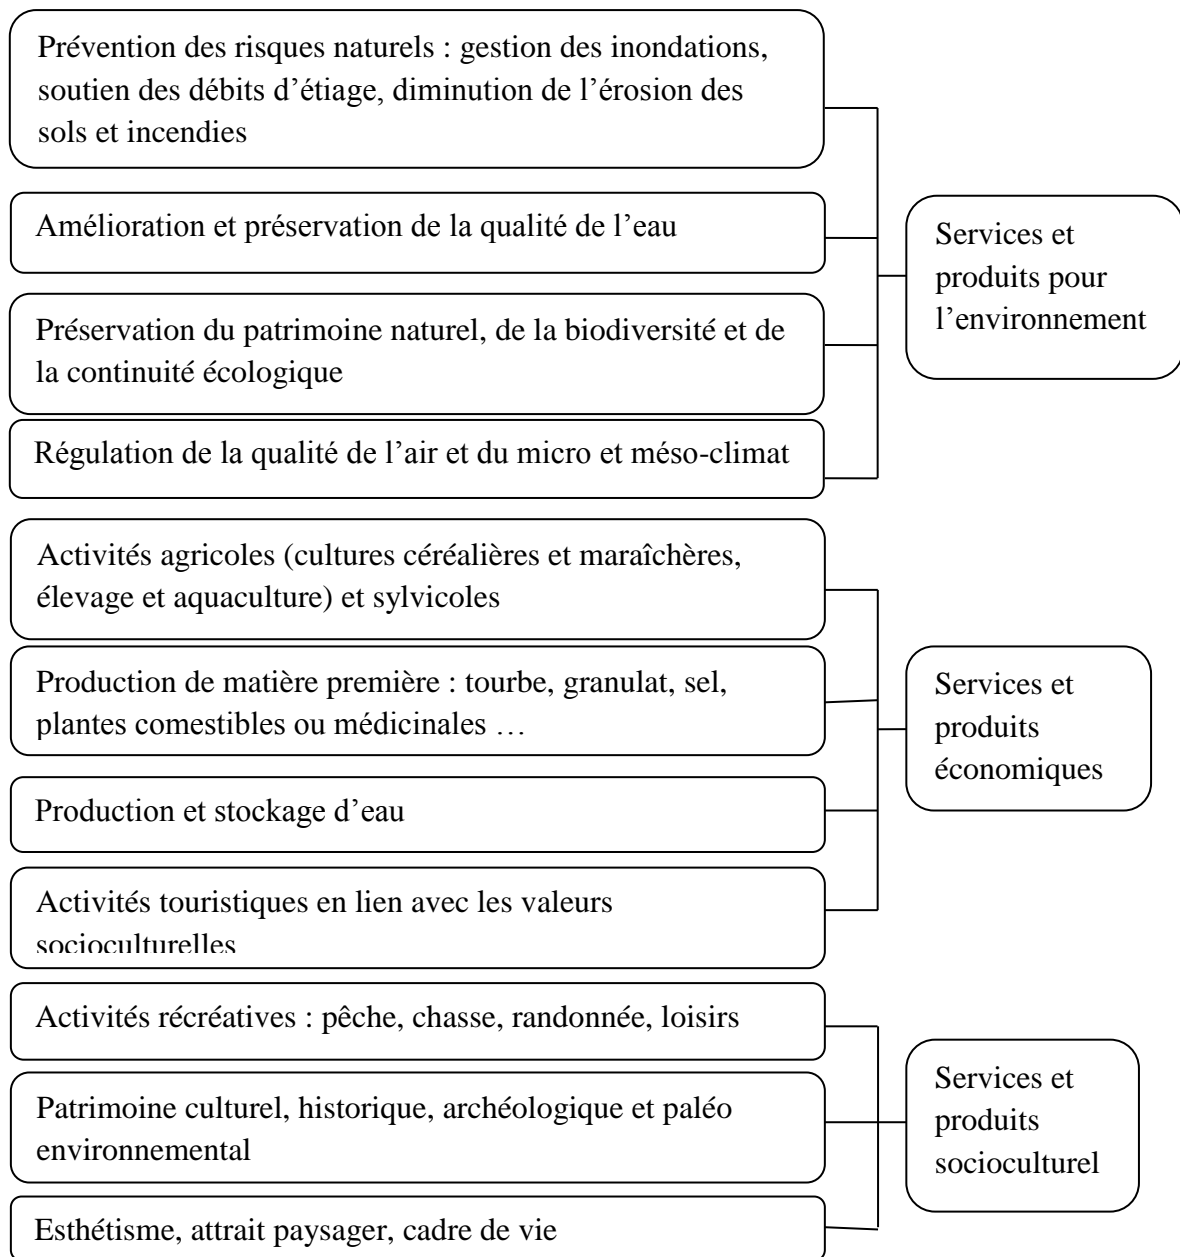 Prévention des risques naturels : gestion des inondations,
soutien des débits d’étiage, diminution de l’érosion des
sols et incendies
Amélioration et préservation de la qualité de l’eau
Préservation du patrimoine naturel, de la biodiversité et de
la continuité écologique
Régulation de la qualité de l’air et du micro et méso-climat
Services et
produits pour
l’environnement
Activités agricoles (cultures céréalières et maraîchères,
élevage et aquaculture) et sylvicoles
Production de matière première : tourbe, granulat, sel,
plantes comestibles ou médicinales …
Production et stockage d’eau
Activités touristiques en lien avec les valeurs
socioculturelles
Services et
produits
économiques
Activités récréatives : pêche, chasse, randonnée, loisirs
Patrimoine culturel, historique, archéologique et paléo
environnemental
Esthétisme, attrait paysager, cadre de vie
Services et
produits
socioculturel